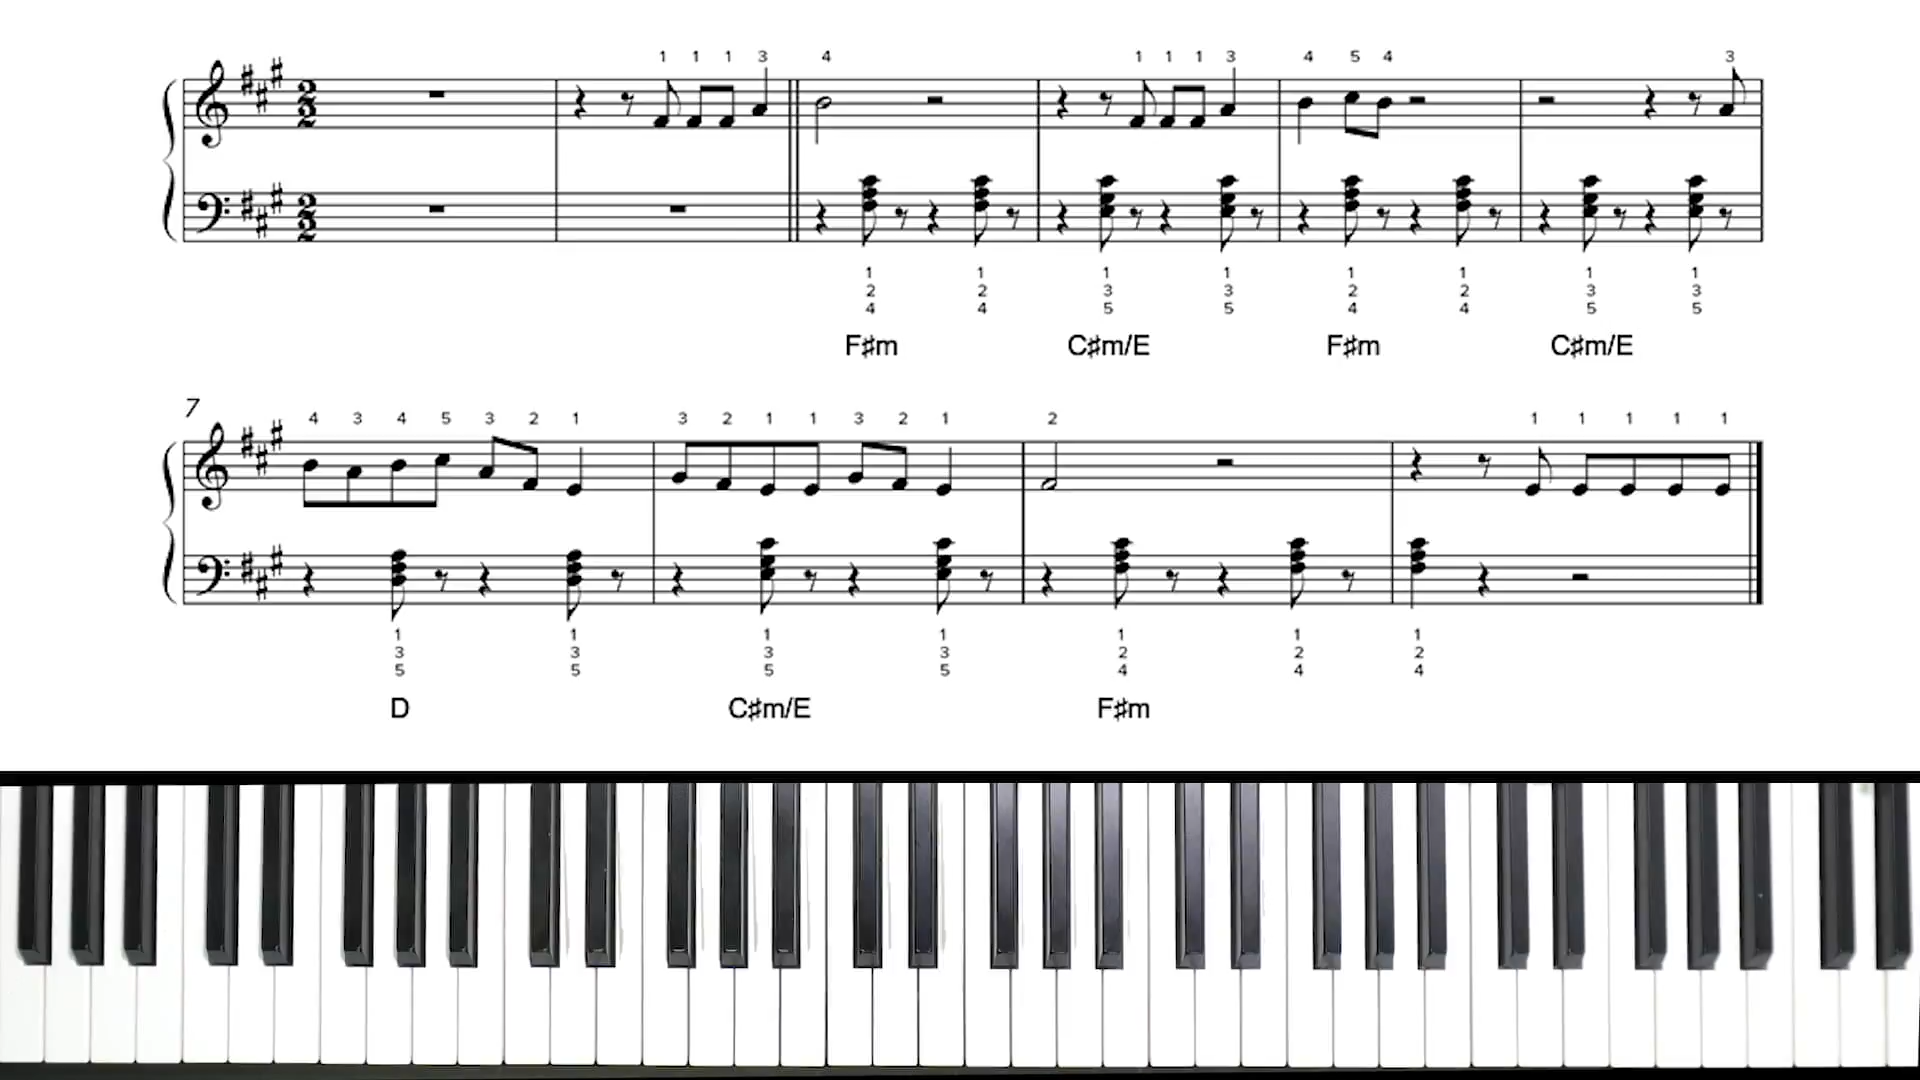 1 1 1 3 4 1 1 1 3 4 5 4 3
2 2
2 2
1 1 1 1 1 1 1 1
2 2 3 3 2 2 3 3
4 4 5 5 4 4 5 5
F♯m C♯m/E F♯m C♯m/E
7
4 3 4 5 3 2 1 3 2 1 1 3 2 1 2 1 1 1 1 1
1 1 1 1 1 1 1
3 3 3 3 2 2 2
5 5 5 5 4 4 4
D C♯m/E F♯m